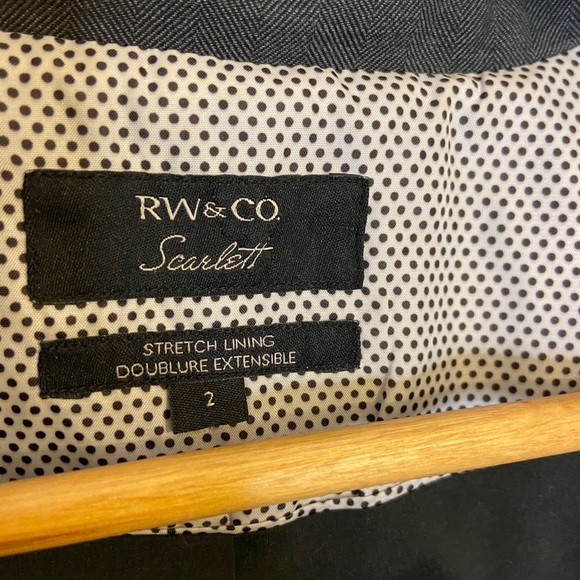 RW&CO.
Scarlett
STRETCH LINING
DOUBLURE EXTENSIBLE
2